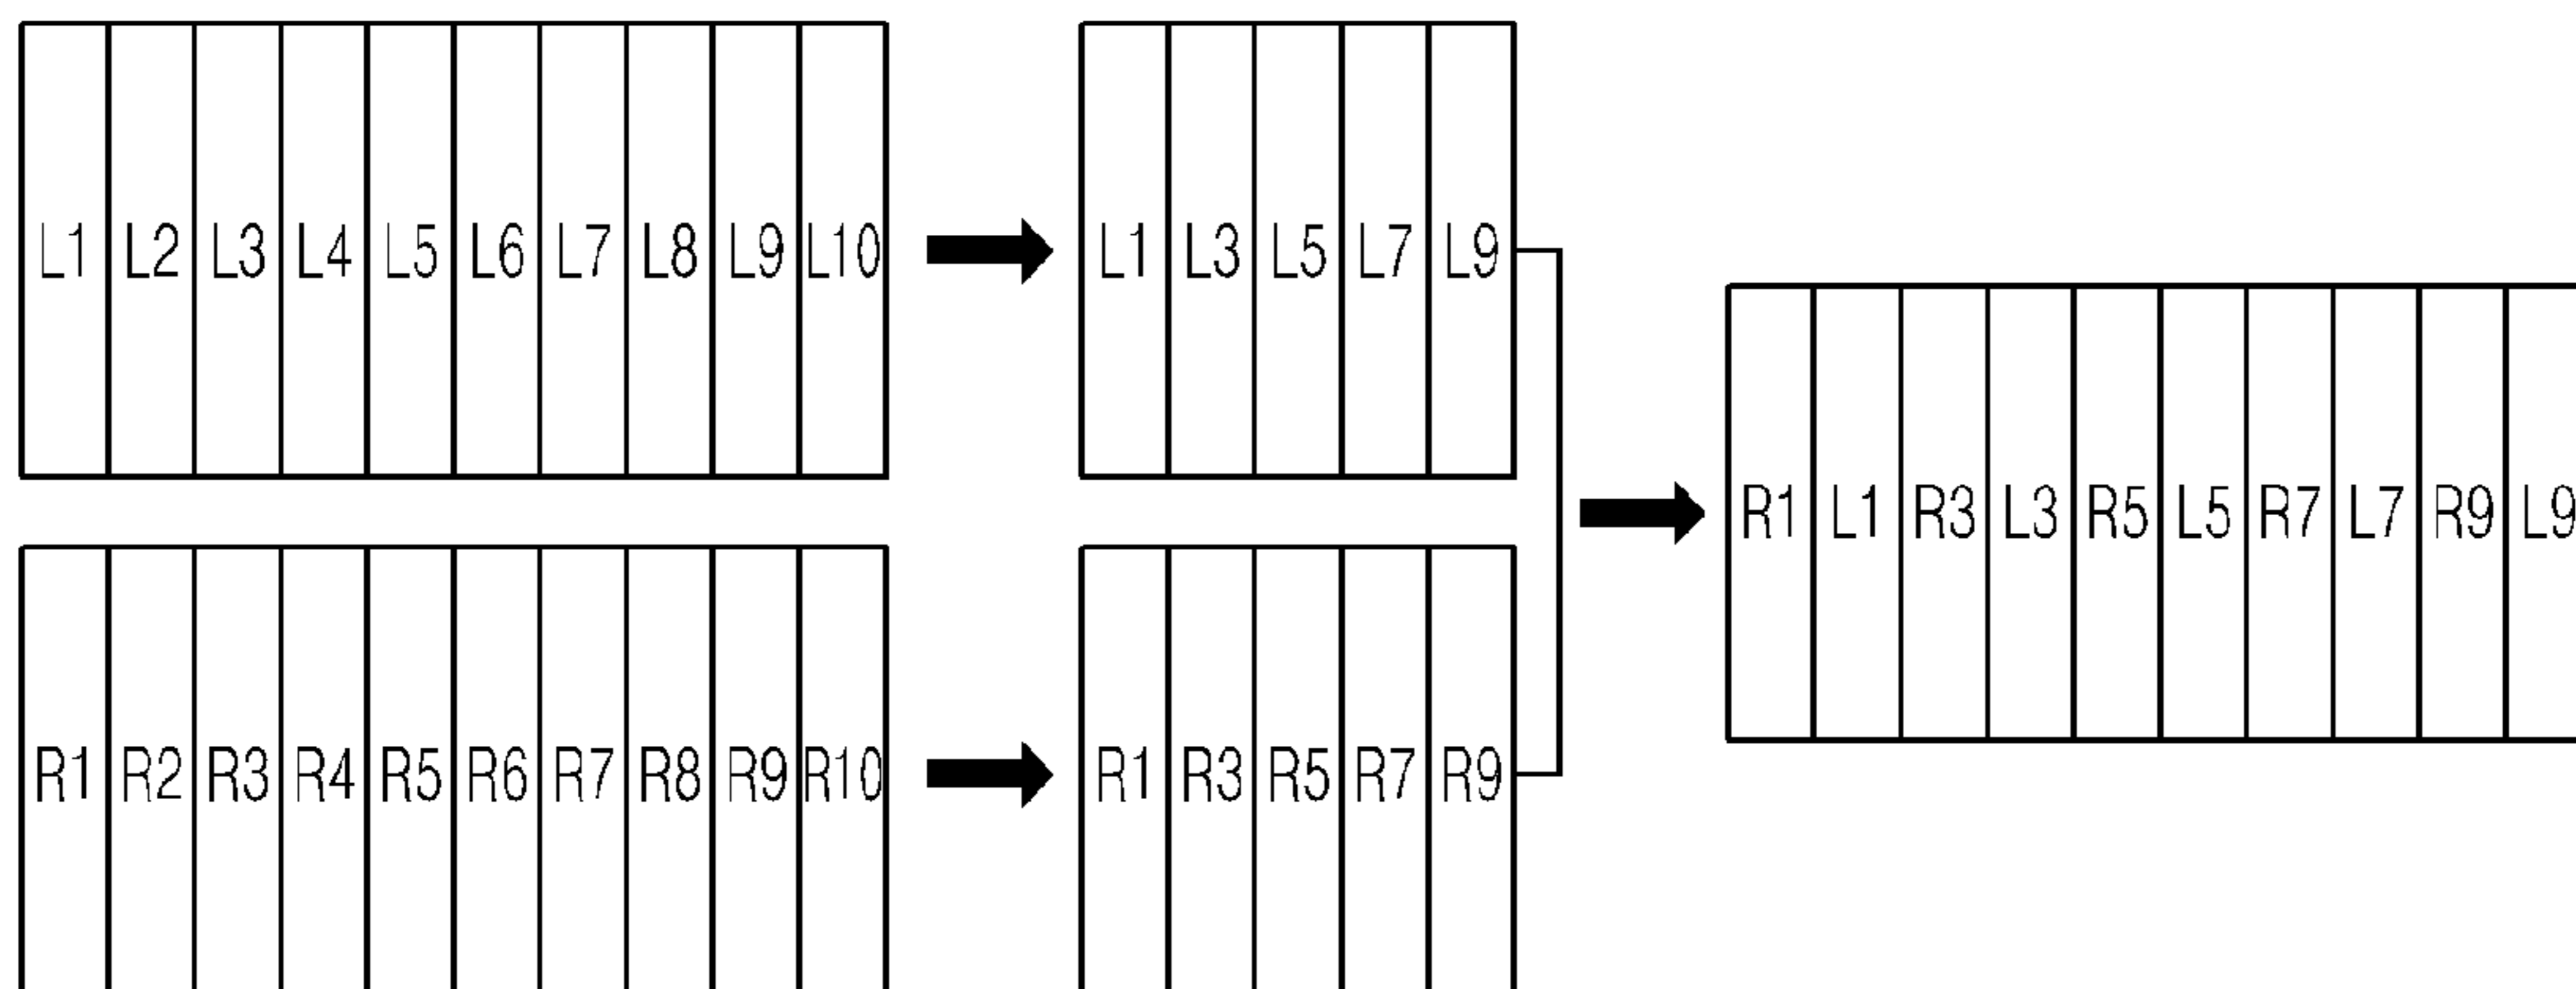 L1 L2 L3 L4 L5 L6 L7 L8 L9 L10
L1 L3 L5 L7 L9
R1 L1 R3 L3 R5 L5 R7 L7 R9 L9
R1 R2 R3 R4 R5 R6 R7 R8 R9 R10
R1 R3 R5 R7 R9